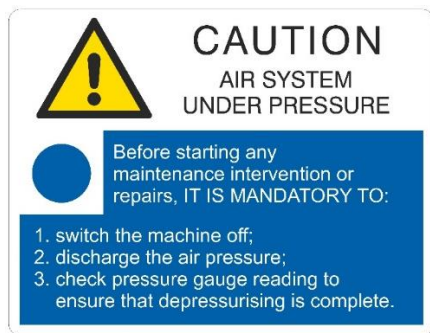 CAUTION
AIR SYSTEM
UNDER PRESSURE
Before starting any
maintenance intervention or
repairs, IT IS MANDATORY TO:
1. switch the machine off;
2. discharge the air pressure;
3. check pressure gauge reading to
ensure that depressurising is complete.